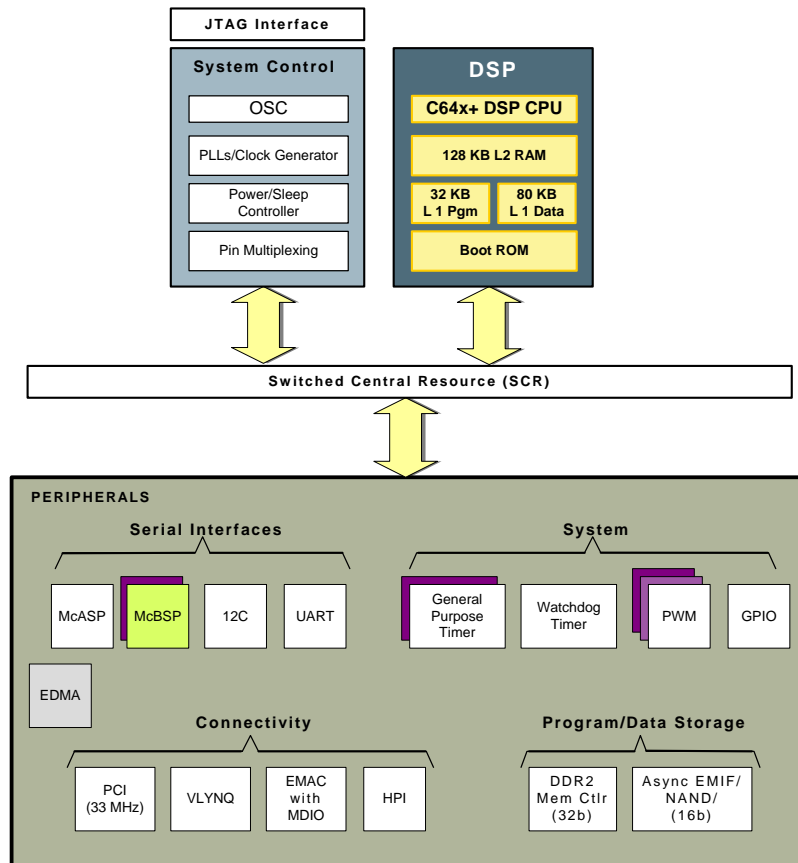 JTAG Interface
System Control
OSC
PLLs/Clock Generator
Power/Sleep
Controller
Pin Multiplexing
DSP
C64x+ DSP CPU
128 KB L2 RAM
32 KB
L 1 Pgm
80 KB
L 1 Data
Boot ROM
Switched Central Resource (SCR)
PERIPHERALS
Serial Interfaces
McASP
McBSP
12C
UART
System
General
Purpose
Timer
Watchdog
Timer
PWM
GPIO
EDMA
Connectivity
PCI
(33 MHz)
VLYNQ
EMAC
with
MDIO
HPI
Program/Data Storage
DDR2
Mem Ctlr
(32b)
Async EMIF/
NAND/
(16b)